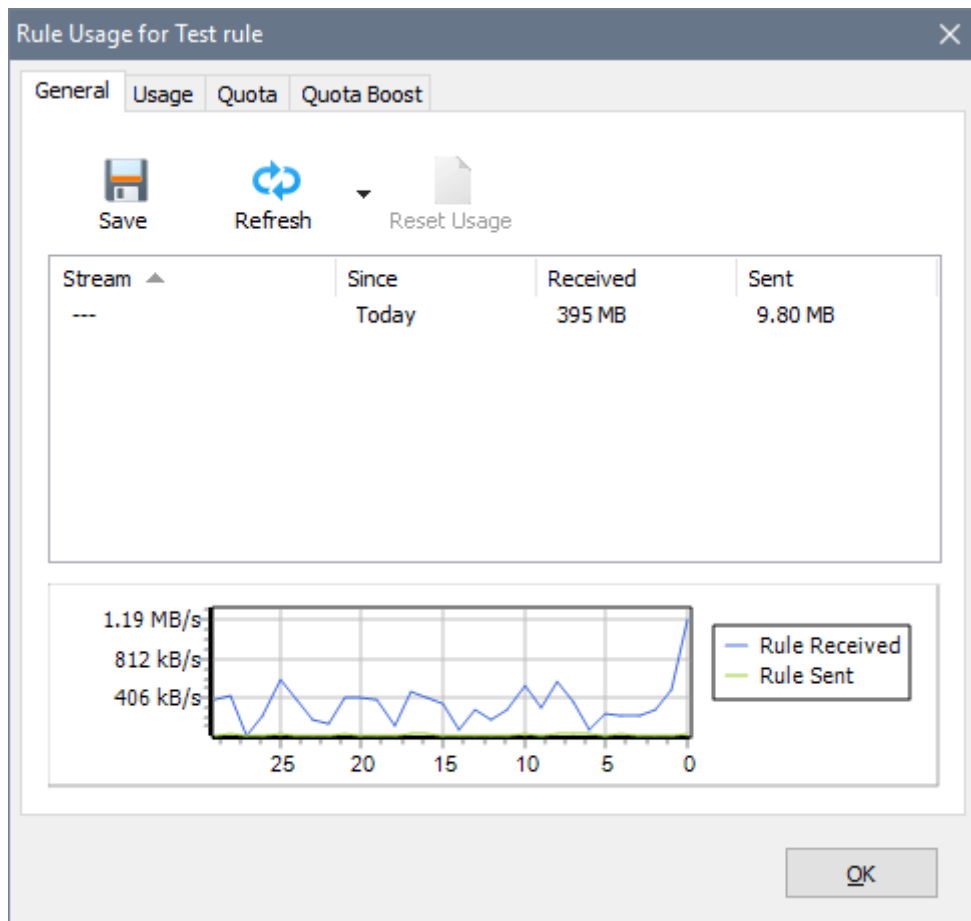 Rule Usage for Test rule
General Usage Quota Quota Boost
Save Refresh Reset Usage
Stream Since Received Sent
--- Today 395 MB 9.80 MB
1.19 MB/s
812 kB/s
406 kB/s
25 20 15 10 5 0
Rule Received
Rule Sent
OK